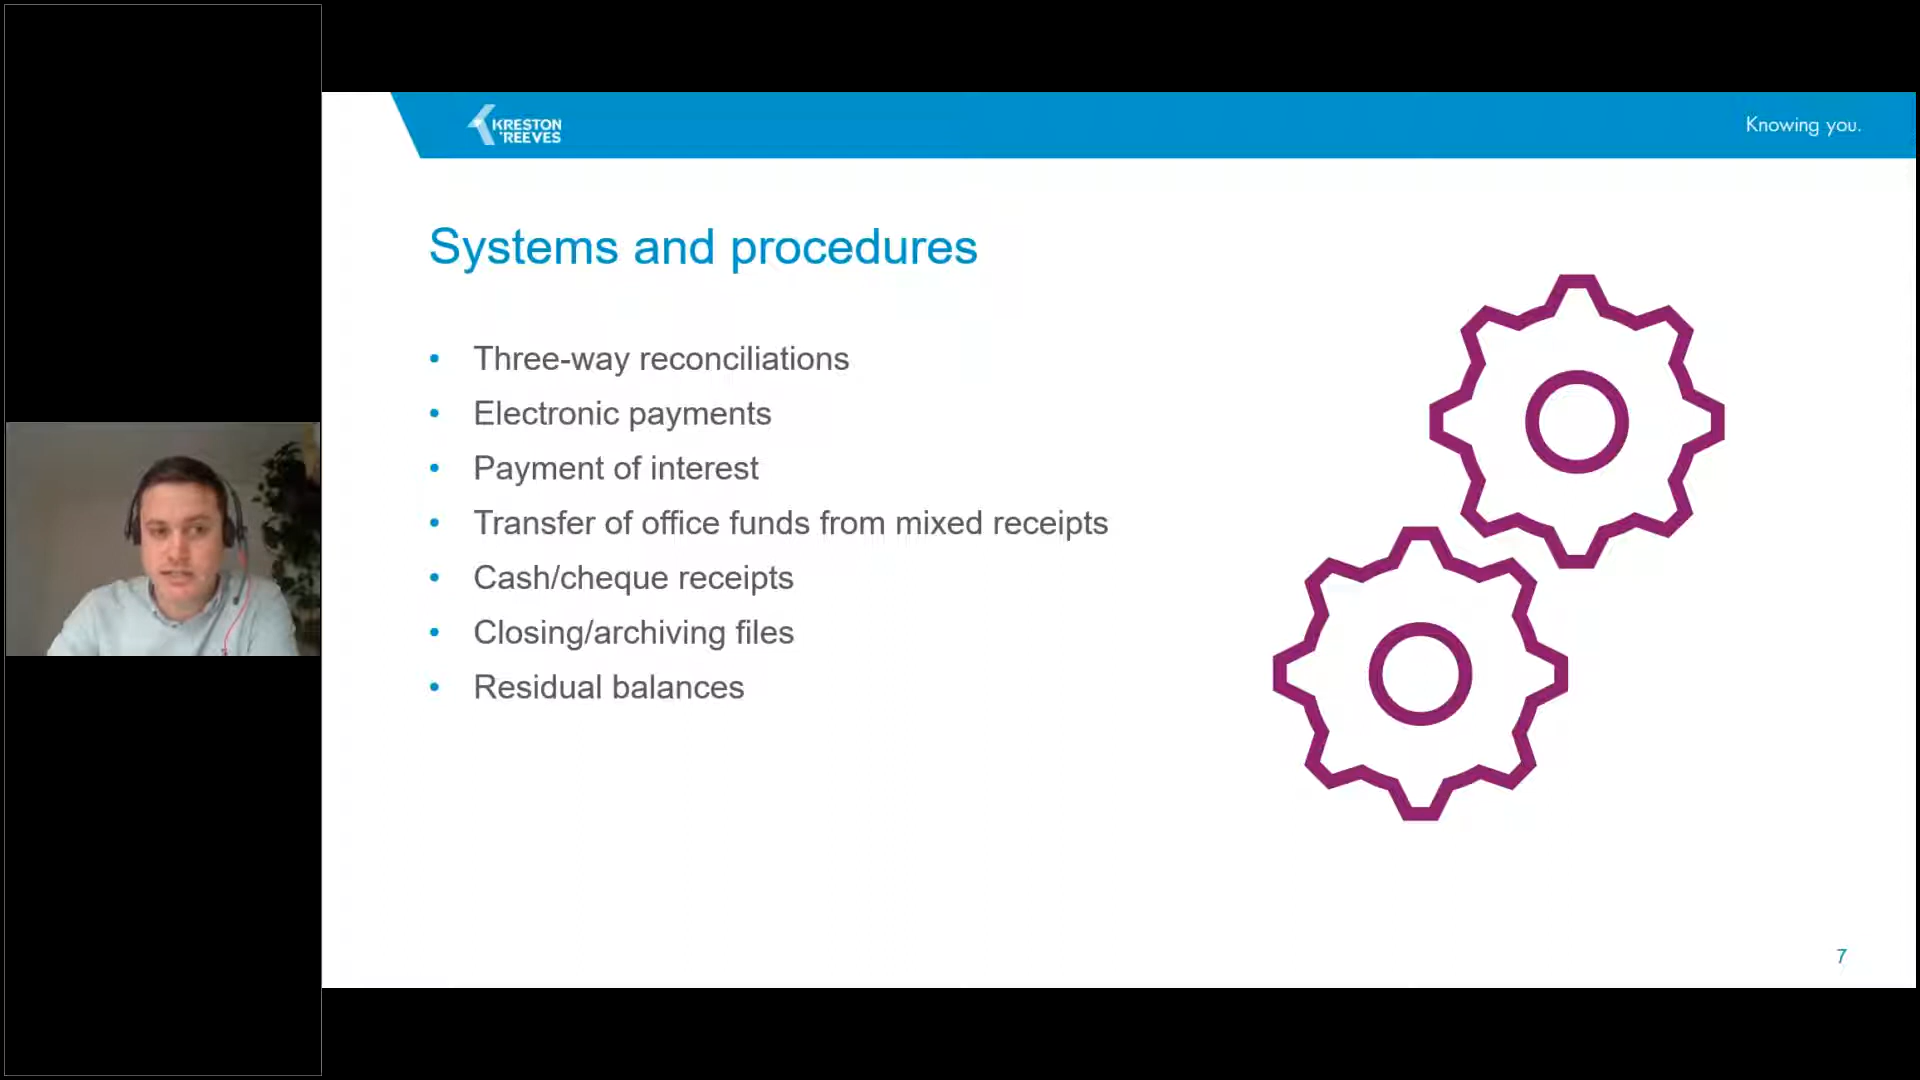 KRESTON
REEVES
Knowing you.
Systems and procedures
• Three-way reconciliations
• Electronic payments
• Payment of interest
• Transfer of office funds from mixed receipts
• Cash/cheque receipts
• Closing/archiving files
• Residual balances
7